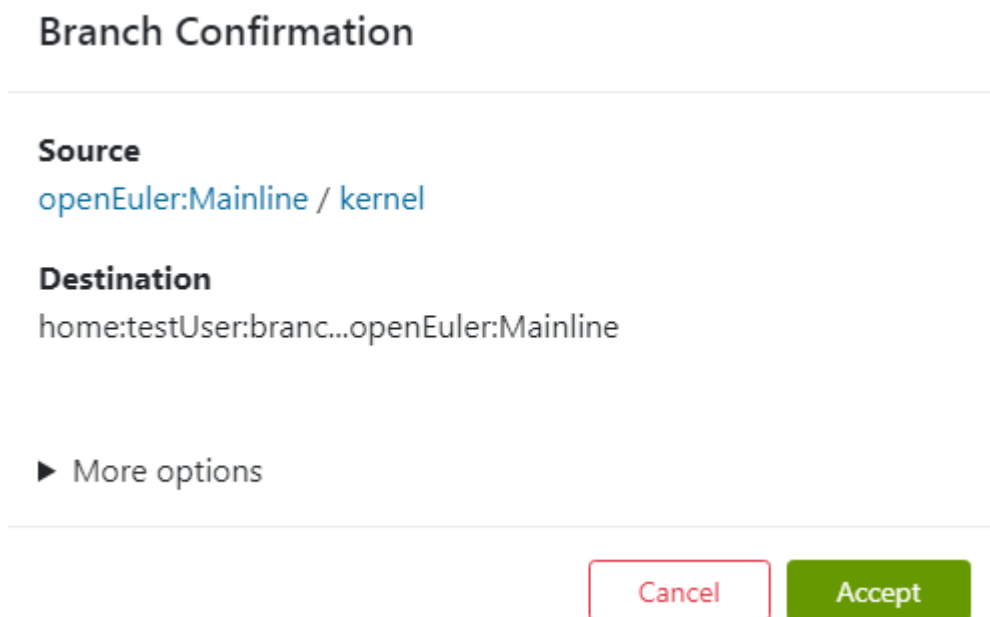 Branch Confirmation
Source
openEuler:Mainline / kernel
Destination
home:testUser:branc...openEuler:Mainline
More options
Cancel
Accept